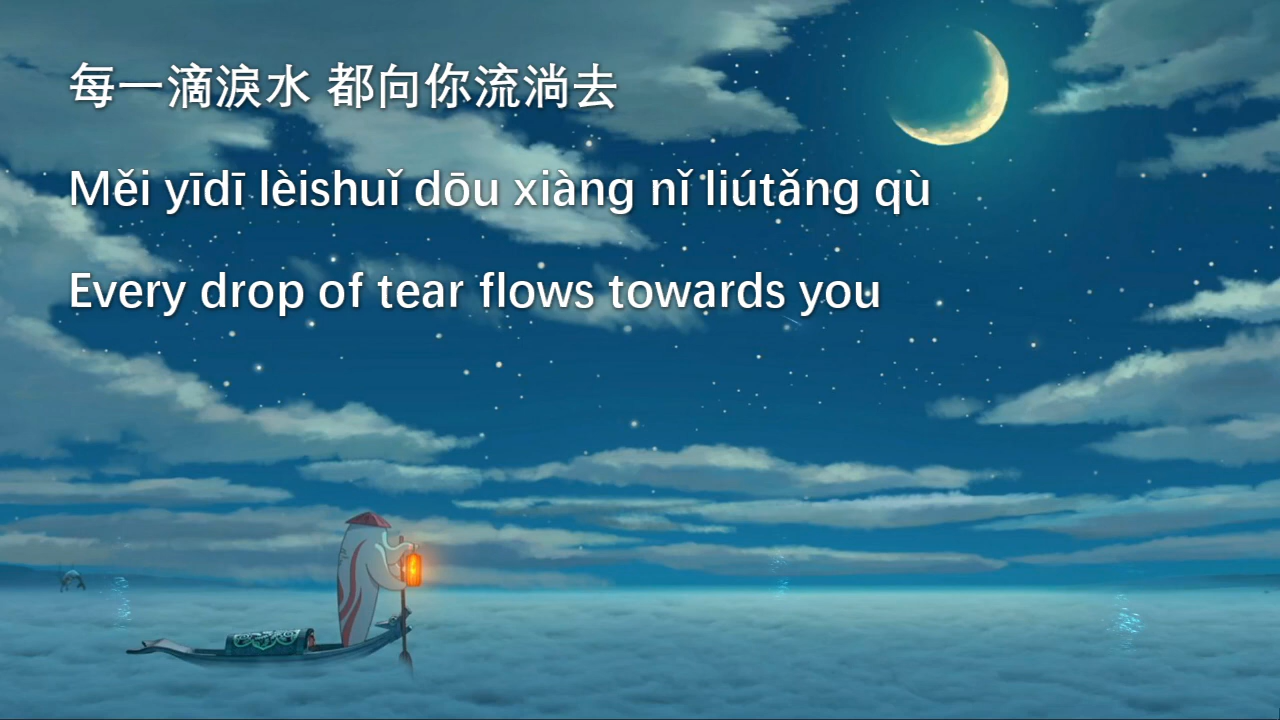 每一滴淚水 都向你流淌去
Měi yīdī lèishuǐ dōu xiàng nǐ liútǎng qù
Every drop of tear flows towards you